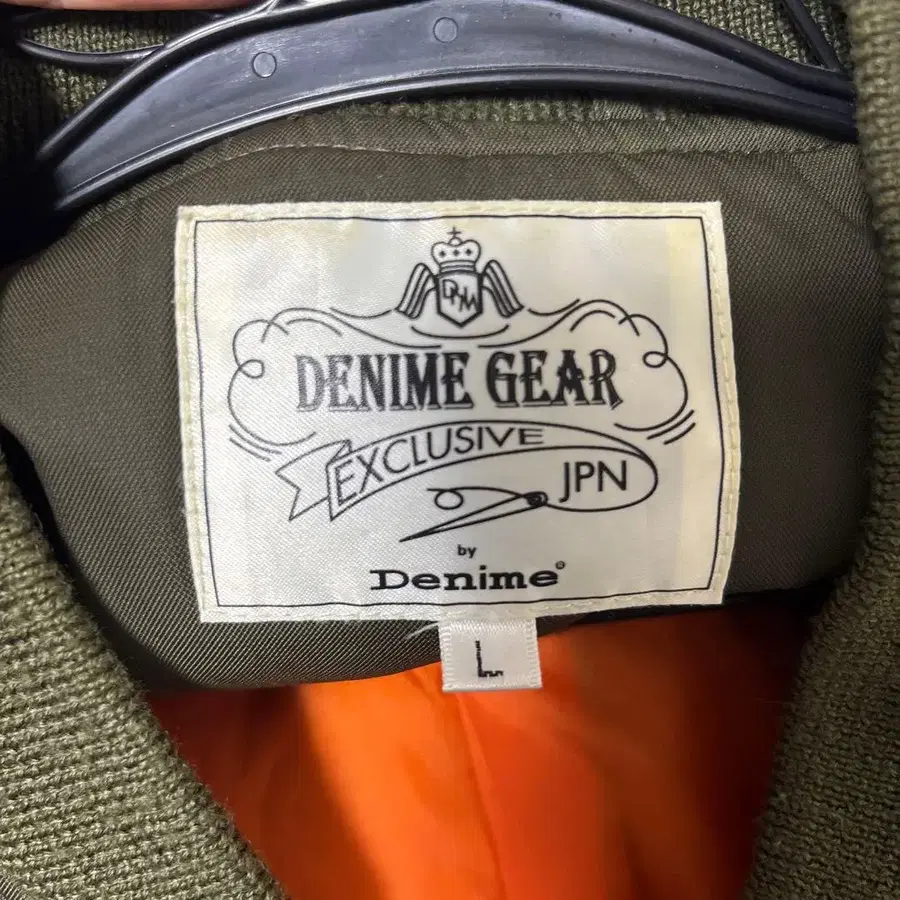 DNM
DENIME GEAR
EXCLUSIVE
JPN
by
Denime®
L